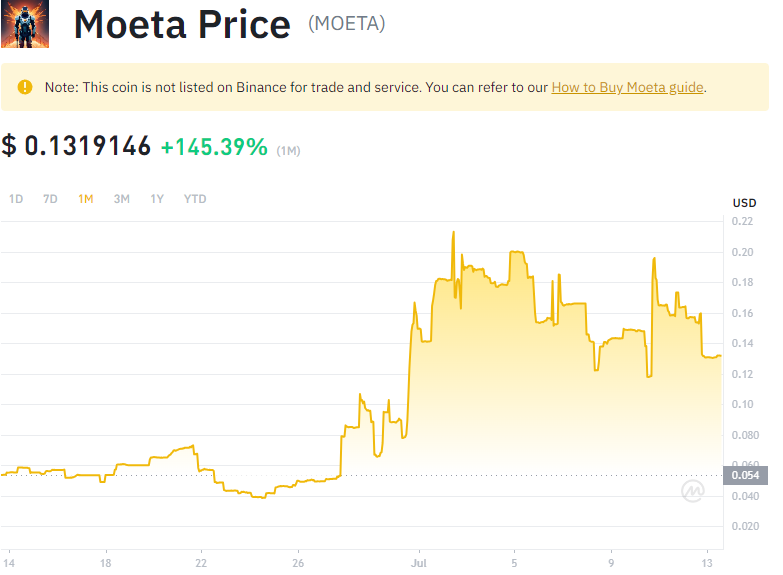 Moeta Price (MOETA)
Note: This coin is not listed on Binance for trade and service. You can refer to our How to Buy Moeta guide.
$ 0.1319146 +145.39% (1M)
1D 7D 1M 3M 1Y YTD
USD
0.22
0.20
0.18
0.16
0.14
0.12
0.10
0.080
0.060
0.054
0.040
0.020
14 18 22 26 Jul 5 9 13